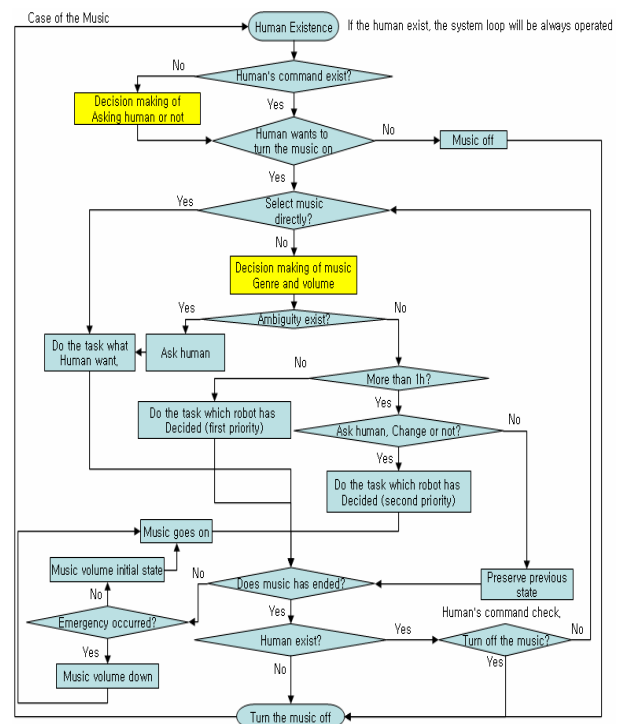 Case of the Music
Human Existence
If the human exist, the system loop will be always operated
No
Human's command exist?
Decision making of
Asking human or not
Yes
Human wants to
turn the music on
No
Music off
Yes
Yes
Select music
directly?
No
Decision making of music
Genre and volume
Yes
Ambiguity exist?
No
Do the task what
Human want,
Ask human
No
More than 1h?
Do the task which robot has
Decided (first priority)
Yes
No
Ask human, Change or not?
Yes
Do the task which robot has
Decided (second priority)
Music goes on
Music volume initial state
No
Does music has ended?
Preserve previous
state
No
Emergency occurred?
Yes
Human's command check,
Human exist?
Yes
Turn off the music?
No
Yes
Music volume down
No
Yes
Turn the music off